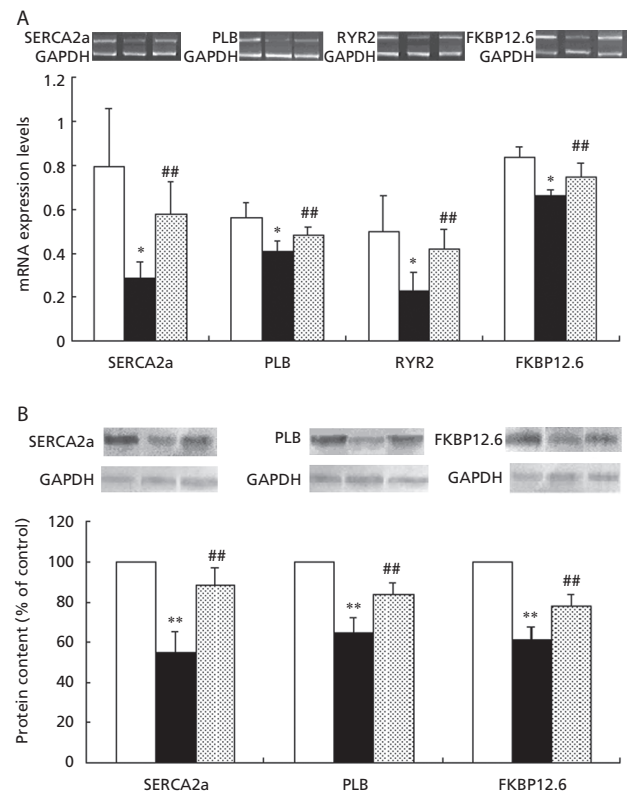 A
SERCA2a PLB RYR2 FKBP12.6
GAPDH GAPDH GAPDH GAPDH
mRNA expression levels
1.2
1
0.8
0.6
0.4
0.2
0
* ## * ## * ## * ##
SERCA2a PLB RYR2 FKBP12.6
B
SERCA2a PLB FKBP12.6
GAPDH GAPDH GAPDH
Protein content (% of control)
120
100
80
60
40
20
0
** ## ** ## ** ##
SERCA2a PLB FKBP12.6